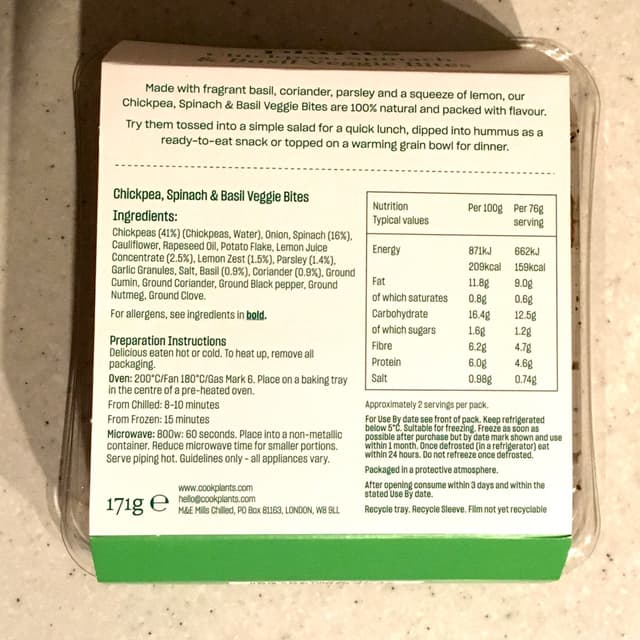 Chickpea, Spinach
& Basil Veggie Bites
Made with fragrant basil, coriander, parsley and a squeeze of lemon, our
Chickpea, Spinach & Basil Veggie Bites are 100% natural and packed with flavour.
Try them tossed into a simple salad for a quick lunch, dipped into hummus as a
ready-to-eat snack or topped on a warming grain bowl for dinner.
Chickpea, Spinach & Basil Veggie Bites
Ingredients:
Chickpeas (41%) (Chickpeas, Water), Onion, Spinach (16%),
Cauliflower, Rapeseed Oil, Potato Flake, Lemon Juice
Concentrate (2.5%), Lemon Zest (1.5%), Parsley (1.4%),
Garlic Granules, Salt, Basil (0.9%), Coriander (0.9%), Ground
Cumin, Ground Coriander, Ground Black pepper, Ground
Nutmeg, Ground Clove.
For allergens, see ingredients in bold.
Preparation Instructions
Delicious eaten hot or cold. To heat up, remove all
packaging.
Oven: 200°C/Fan 180°C/Gas Mark 6. Place on a baking tray
in the centre of a pre-heated oven.
From Chilled: 8-10 minutes
From Frozen: 15 minutes
Microwave: 800w: 60 seconds. Place into a non-metallic
container. Reduce microwave time for smaller portions.
Serve piping hot. Guidelines only - all appliances vary.
171g e
www.cookplants.com
hello@cookplants.com
M&E Mills Chilled, PO Box 81163, LONDON, W8 9LL
Nutrition Per 100g Per 76g
Typical values serving
Energy 871kJ 662kJ
209kcal 159kcal
Fat 11.8g 9.0g
of which saturates 0.8g 0.6g
Carbohydrate 16.4g 12.5g
of which sugars 1.6g 1.2g
Fibre 6.2g 4.7g
Protein 6.0g 4.6g
Salt 0.98g 0.74g
Approximately 2 servings per pack.
For Use By date see front of pack. Keep refrigerated
below 5°C. Suitable for freezing. Freeze as soon as
possible after purchase but by date mark shown and use
within 1 month. Once defrosted (in a refrigerator) eat
within 24 hours. Do not refreeze once defrosted.
Packaged in a protective atmosphere.
After opening consume within 3 days and within the
stated Use By date.
Recycle tray. Recycle Sleeve. Film not yet recyclable